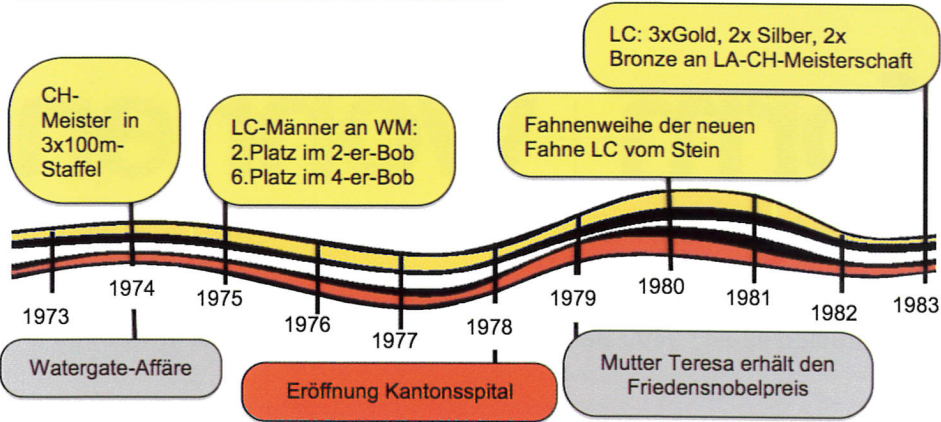 LC: 3xGold, 2x Silber, 2x
Bronze an LA-CH-Meisterschaft
CH-
Meister in
3x100m-
Staffel
LC-Männer an WM:
2.Platz im 2-er-Bob
6.Platz im 4-er-Bob
Fahnenweihe der neuen
Fahne LC vom Stein
1973
1974
1975
1976
1977
1978
1979
1980
1981
1982
1983
Watergate-Affäre
Eröffnung Kantonsspital
Mutter Teresa erhält den
Friedensnobelpreis